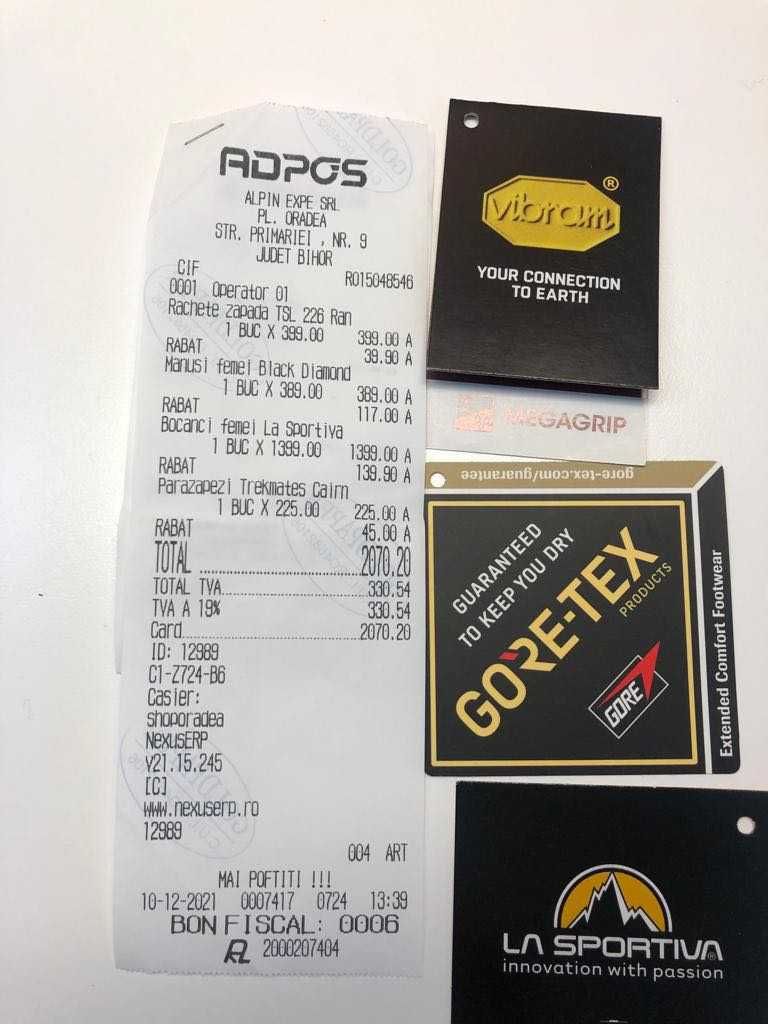 ADPOS
ALPIN EXPE SRL
PL. ORADEA
STR. PRIMARIEI , NR. 9
JUDET BIHOR
CIF RO15048546
0001 Operator 01
Rachete zapada TSL 226 Ran
1 BUC X 399.00 399.00 A
RABAT 39.90 A
Manusi femei Black Diamond
1 BUC X 389.00 389.00 A
RABAT 117.00 A
Bocanci femei La Sportiva
1 BUC X 1399.00 1399.00 A
RABAT 139.90 A
Parazapezi Trekmates Cairn
1 BUC X 225.00 225.00 A
RABAT 45.00 A
TOTAL 2070.20
TOTAL TVA 330.54
TVA A 19% 330.54
Card 2070.20
ID: 12989
C1-Z724-B6
Casier:
shoporadea
NexusERP
v21.15.245
[C]
www.nexuserp.ro
12989
004 ART
MAI POFTITI !!!
10-12-2021 0007417 0724 13:39
BON FISCAL: 0006
2000207404
vibram®
YOUR CONNECTION
TO EARTH
MEGAGRIP
gore-tex.com/guarantee
GUARANTEED
TO KEEP YOU DRY
GORE-TEX
PRODUCTS
GORE
Extended Comfort Footwear
LA SPORTIVA®
innovation with passion